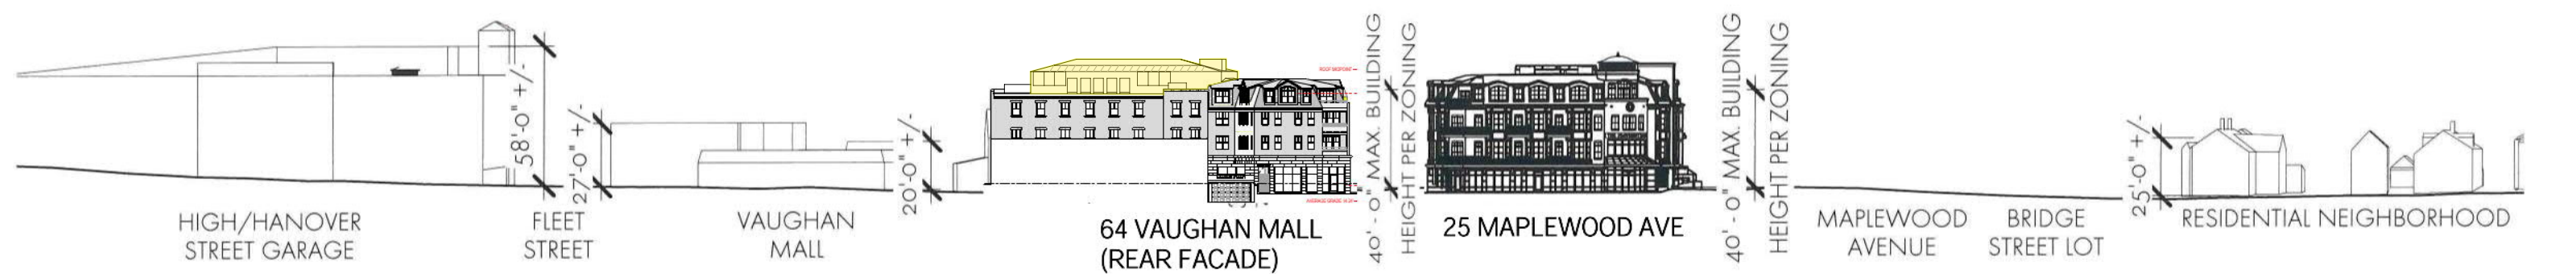 58'-0" +/-
27'-0" +/-
20'-0" +/-
ROOF MIDPOINT
40' - 0" MAX. BUILDING
HEIGHT PER ZONING
40' - 0" MAX. BUILDING
HEIGHT PER ZONING
25'-0" +/-
HIGH/HANOVER
STREET GARAGE
FLEET
STREET
VAUGHAN
MALL
64 VAUGHAN MALL
(REAR FACADE)
25 MAPLEWOOD AVE
MAPLEWOOD
AVENUE
BRIDGE
STREET LOT
RESIDENTIAL NEIGHBORHOOD